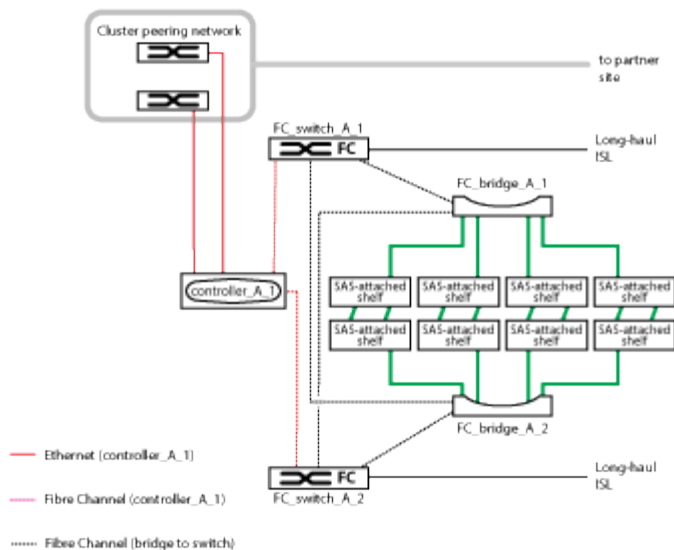 Cluster peering network
to partner
site
FC_switch_A_1
FC
Long-haul
ISL
FC_bridge_A_1
controller_A_1
SAS-attached
shelf
SAS-attached
shelf
SAS-attached
shelf
SAS-attached
shelf
SAS-attached
shelf
SAS-attached
shelf
SAS-attached
shelf
SAS-attached
shelf
FC_bridge_A_2
Ethernet (controller_A_1)
FC
Long-haul
ISL
Fibre Channel (controller_A_1)
FC_switch_A_2
Fibre Channel (bridge to switch)